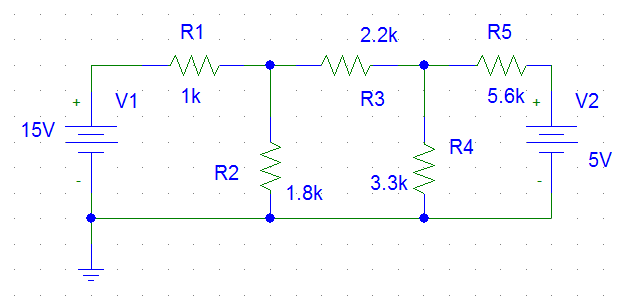 R1
2.2k
R5
+
V1
1k
R3
5.6k
+
V2
15V
R4
5V
R2
3.3k
1.8k
-
-